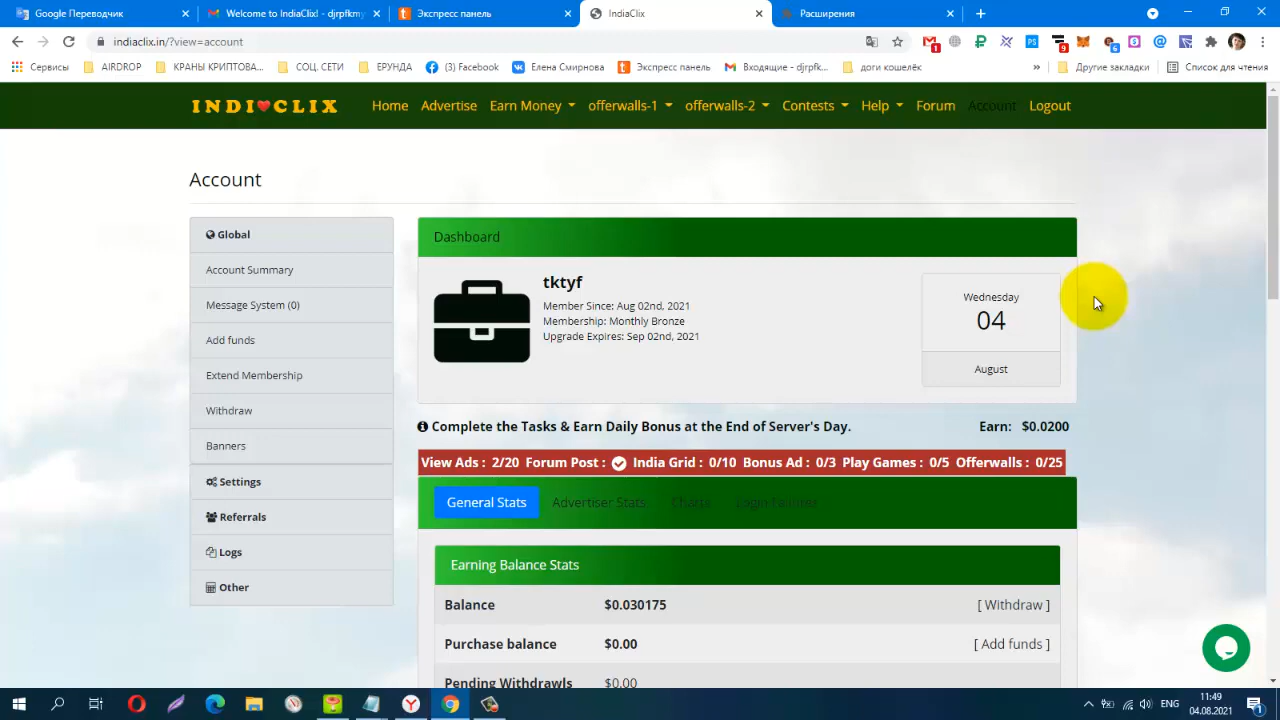 Google Переводчик
Welcome to IndiaClix! - djrpfkmy
Экспресс панель
IndiaClix
Расширения
indiaclix.in/?view=account
1
9
6
Сервисы
AIRDROP
КРАНЫ КРИПТОВА...
СОЦ. СЕТИ
ЕРУНДА
(3) Facebook
Елена Смирнова
Экспресс панель
Входящие - djrpfk...
доги кошелёк
»
Другие закладки
Список для чтения
INDI CLIX
Home
Advertise
Earn Money
offerwalls-1
offerwalls-2
Contests
Help
Forum
Account
Logout
Account
Global
Account Summary
Message System (0)
Add funds
Extend Membership
Withdraw
Banners
Settings
Referrals
Logs
Other
Dashboard
tktyf
Member Since: Aug 02nd, 2021
Membership: Monthly Bronze
Upgrade Expires: Sep 02nd, 2021
Wednesday
04
August
Complete the Tasks & Earn Daily Bonus at the End of Server's Day.
Earn: $0.0200
View Ads : 2/20 Forum Post : India Grid : 0/10 Bonus Ad : 0/3 Play Games : 0/5 Offerwalls : 0/25
General Stats
Advertiser Stats
Charts
Login Failures
Earning Balance Stats
Balance $0.030175 [ Withdraw ]
Purchase balance $0.00 [ Add funds ]
Pending Withdrawls $0.00
ENG
11:49
04.08.2021
1